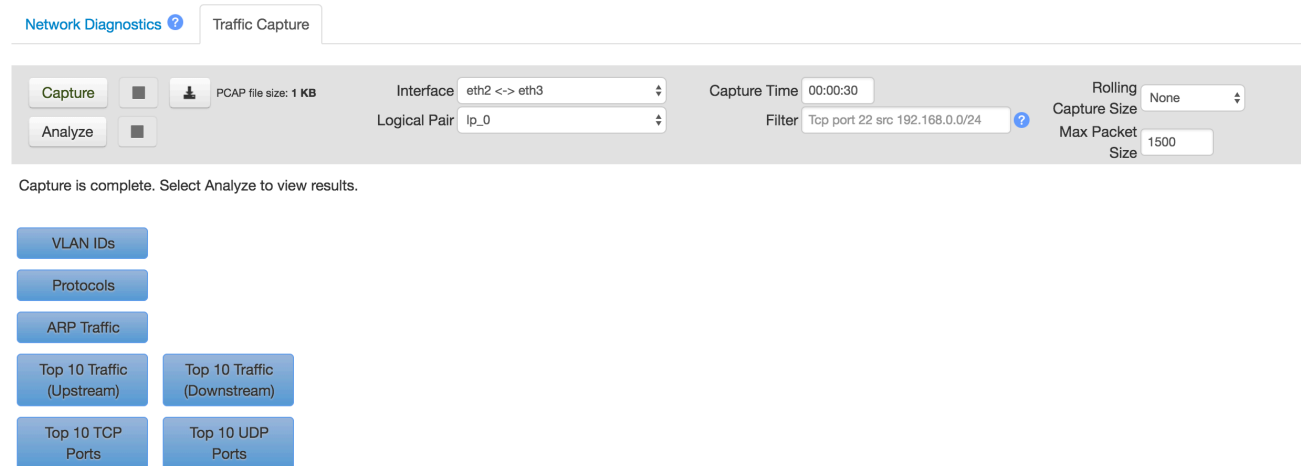 Network Diagnostics ?
Traffic Capture
Capture
PCAP file size: 1 KB
Interface eth2 <-> eth3
Capture Time 00:00:30
Rolling
Capture Size None
Analyze
Logical Pair lp_0
Filter Tcp port 22 src 192.168.0.0/24 ?
Max Packet
Size 1500
Capture is complete. Select Analyze to view results.
VLAN IDs
Protocols
ARP Traffic
Top 10 Traffic
(Upstream)
Top 10 Traffic
(Downstream)
Top 10 TCP
Ports
Top 10 UDP
Ports